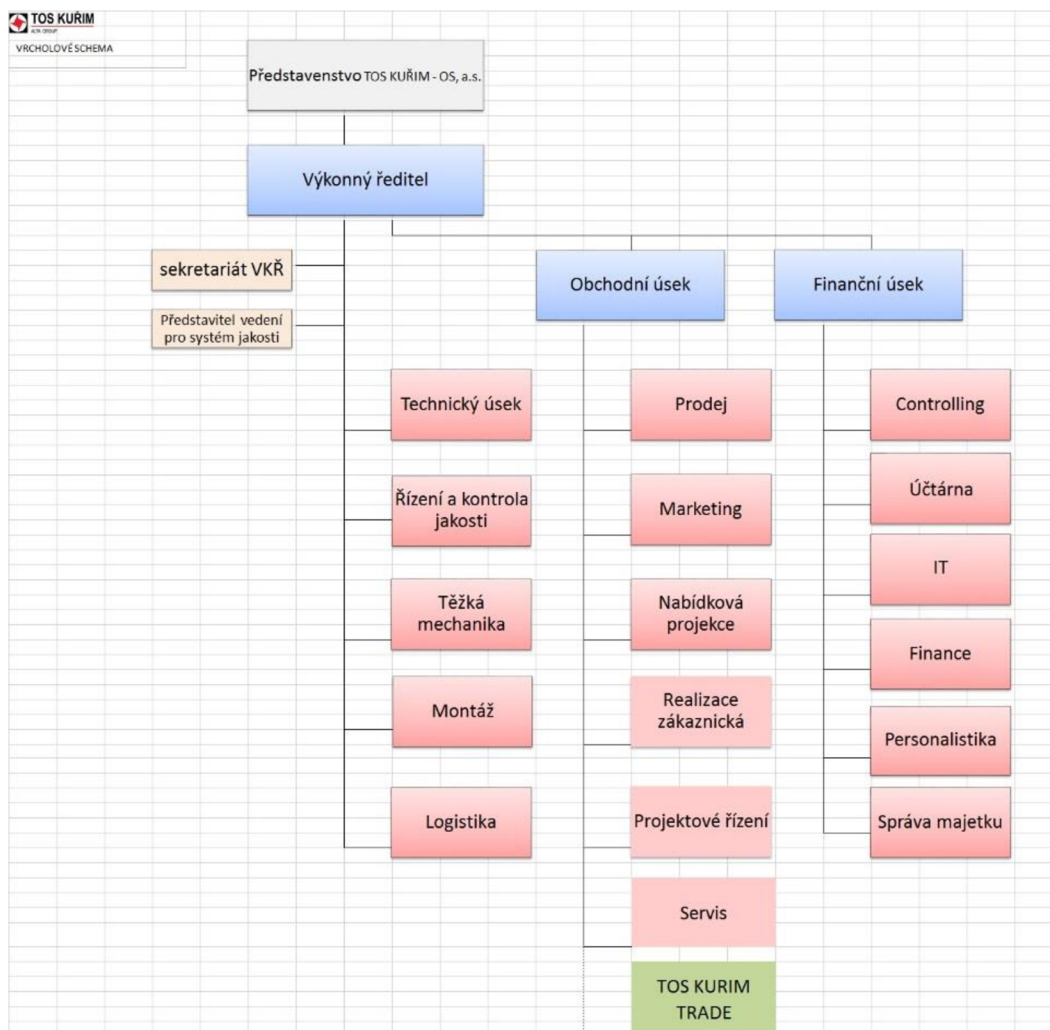 TOS KUŘIM
ALTA GROUP
VRCHOLOVÉ SCHEMA
Představenstvo TOS KUŘIM - OS, a.s.
Výkonný ředitel
sekretariát VKŘ
Představitel vedení
pro systém jakosti
Obchodní úsek
Finanční úsek
Technický úsek
Řízení a kontrola
jakosti
Těžká
mechanika
Montáž
Logistika
Prodej
Marketing
Nabídková
projekce
Realizace
zákaznická
Projektové řízení
Servis
TOS KURIM
TRADE
Controlling
Účtárna
IT
Finance
Personalistika
Správa majetku